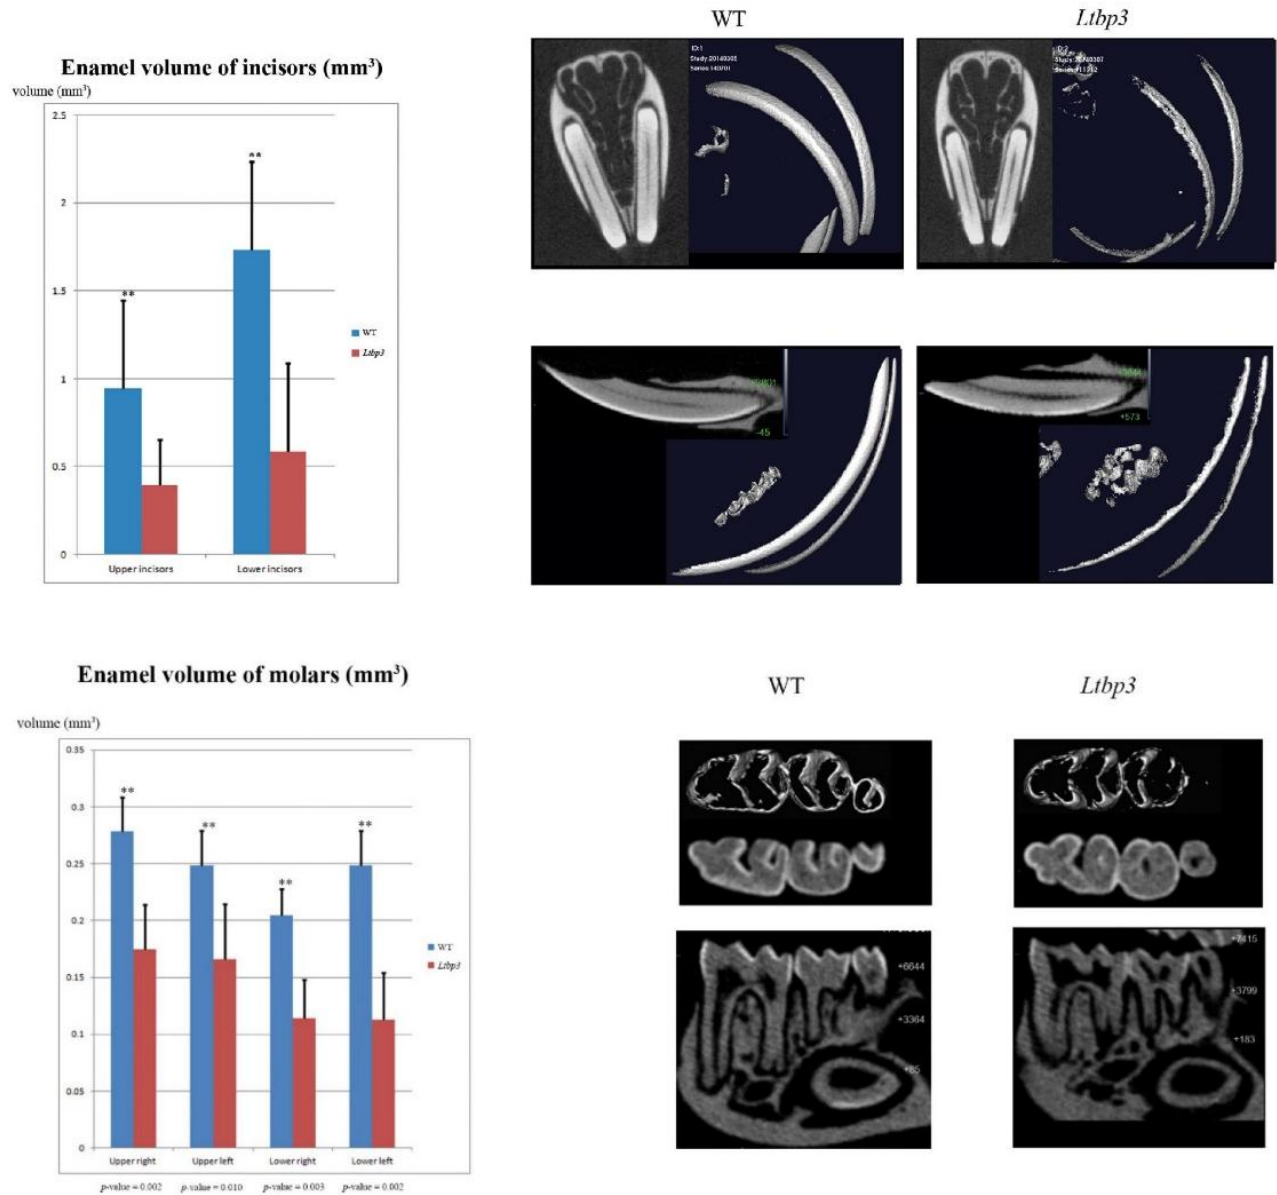 WT
Ltbp3
Enamel volume of incisors (mm³)
volume (mm³)
2.5
2
1.5
1
0.5
0
**
**
Upper incisors
Lower incisors
WT
Ltbp3
ID:1
+573
-45
Enamel volume of molars (mm³)
volume (mm³)
0.35
0.3
0.25
0.2
0.15
0.1
0.05
0
**
**
**
**
Upper right
Upper left
Lower right
Lower left
p-value = 0.002
p-value = 0.010
p-value = 0.003
p-value = 0.002
WT
Ltbp3
WT
Ltbp3
+6644
+3364
+85
+7415
+3799
+183